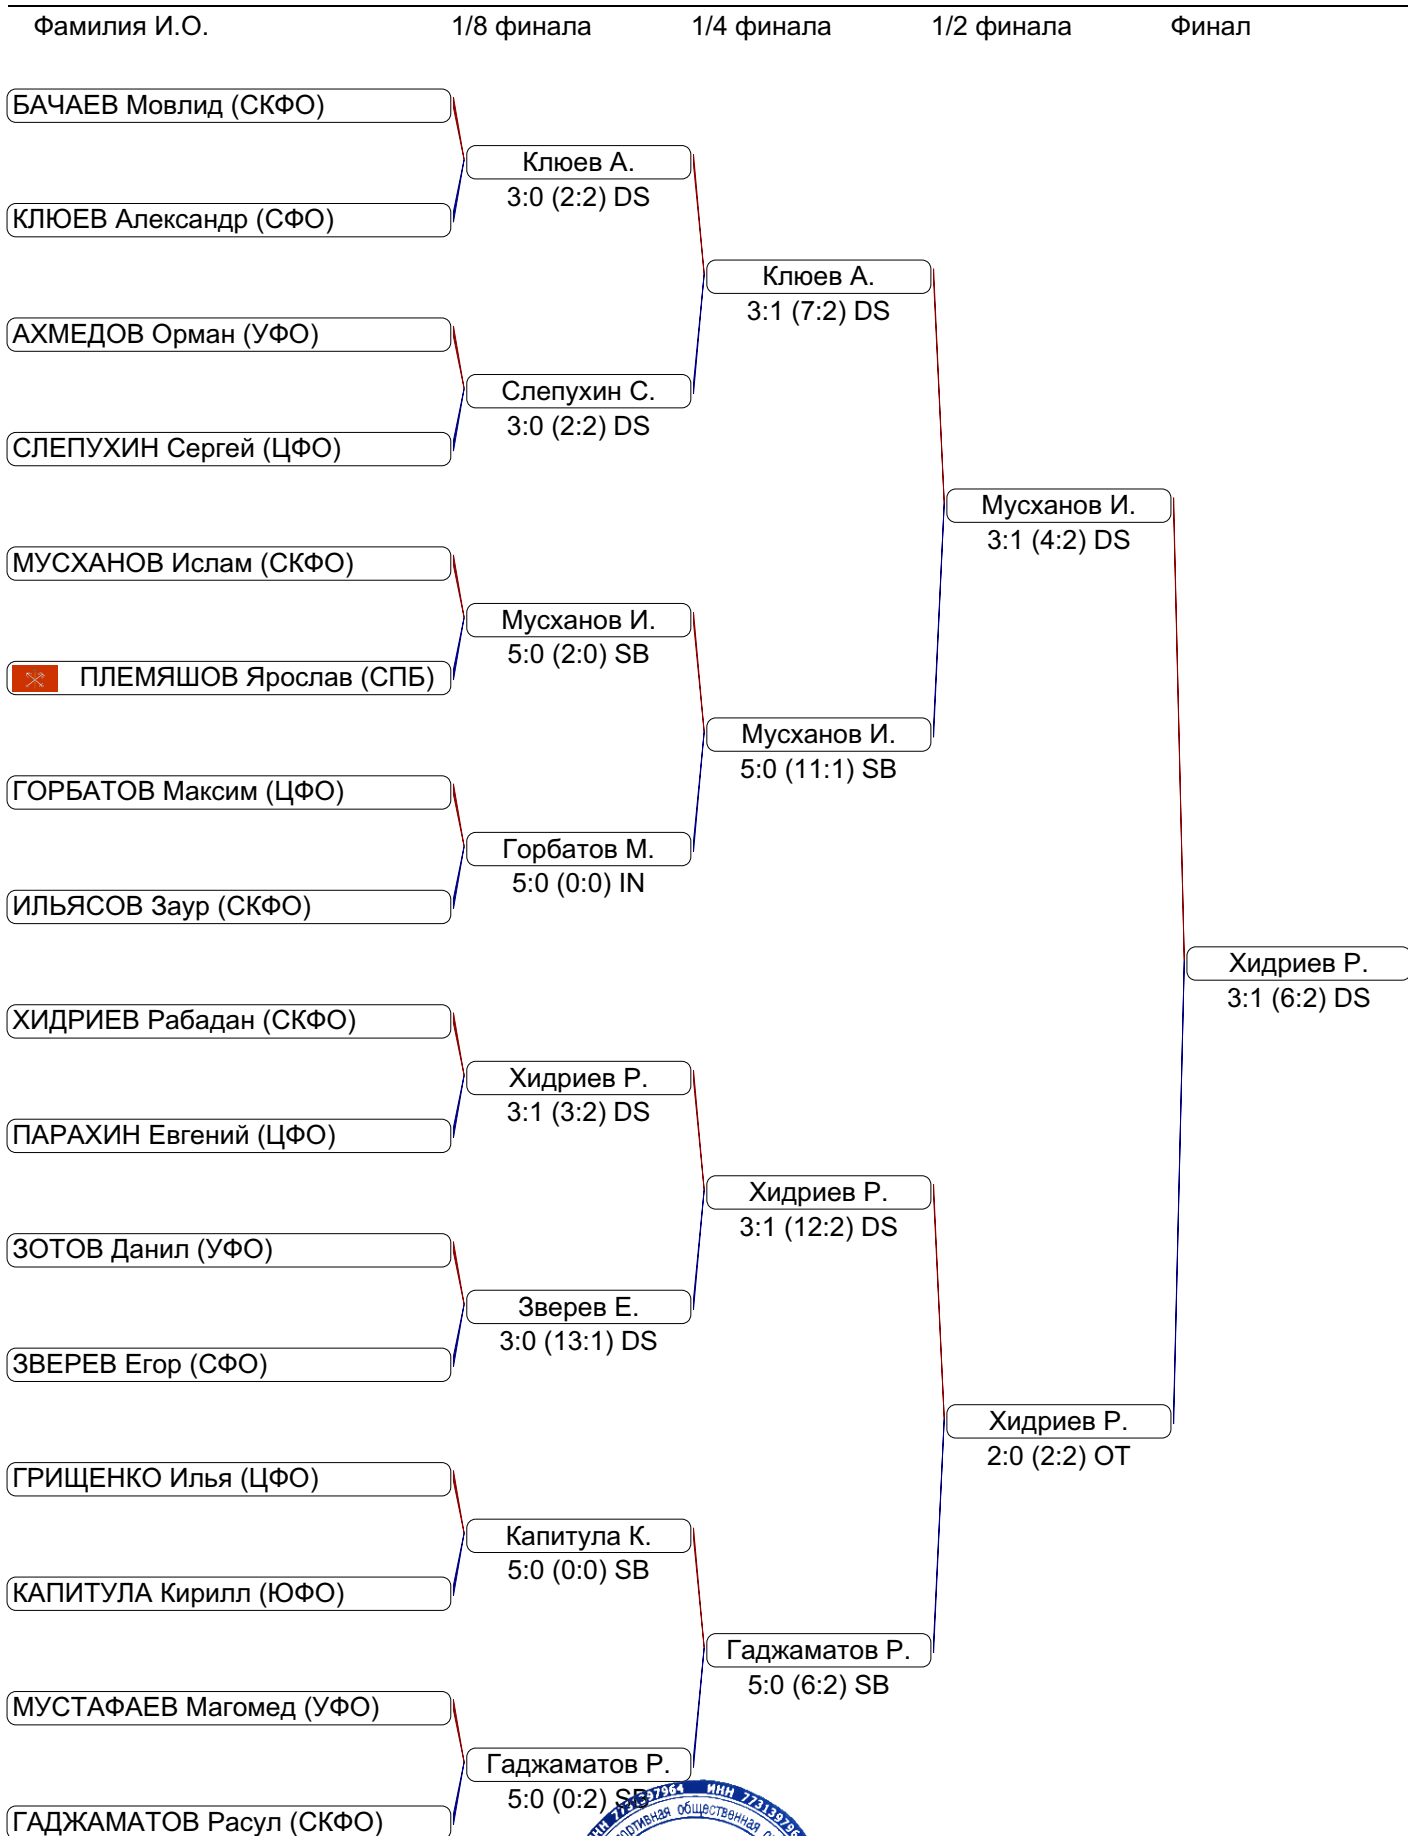 Фамилия И.О. 1/8 финала 1/4 финала 1/2 финала Финал
БАЧАЕВ Мовлид (СКФО)
Клюев А.
3:0 (2:2) DS
КЛЮЕВ Александр (СФО)
Клюев А.
3:1 (7:2) DS
АХМЕДОВ Орман (УФО)
Слепухин С.
3:0 (2:2) DS
СЛЕПУХИН Сергей (ЦФО)
Мусханов И.
3:1 (4:2) DS
МУСХАНОВ Ислам (СКФО)
Мусханов И.
5:0 (2:0) SB
ПЛЕМЯШОВ Ярослав (СПБ)
Мусханов И.
5:0 (11:1) SB
ГОРБАТОВ Максим (ЦФО)
Горбатов М.
5:0 (0:0) IN
ИЛЬЯСОВ Заур (СКФО)
Хидриев Р.
3:1 (6:2) DS
ХИДРИЕВ Рабадан (СКФО)
Хидриев Р.
3:1 (3:2) DS
ПАРАХИН Евгений (ЦФО)
Хидриев Р.
3:1 (12:2) DS
ЗОТОВ Данил (УФО)
Зверев Е.
3:0 (13:1) DS
ЗВЕРЕВ Егор (СФО)
Хидриев Р.
2:0 (2:2) OT
ГРИЩЕНКО Илья (ЦФО)
Капитула К.
5:0 (0:0) SB
КАПИТУЛА Кирилл (ЮФО)
Гаджаматов Р.
5:0 (6:2) SB
МУСТАФАЕВ Магомед (УФО)
Гаджаматов Р.
5:0 (0:2) SB
ГАДЖАМАТОВ Расул (СКФО)
ИНН
общественная